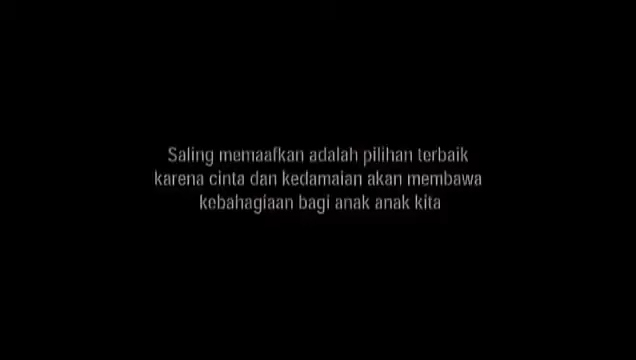 Saling memaafkan adalah pilihan terbaik
karena cinta dan kedamaian akan membawa
kebahagiaan bagi anak anak kita